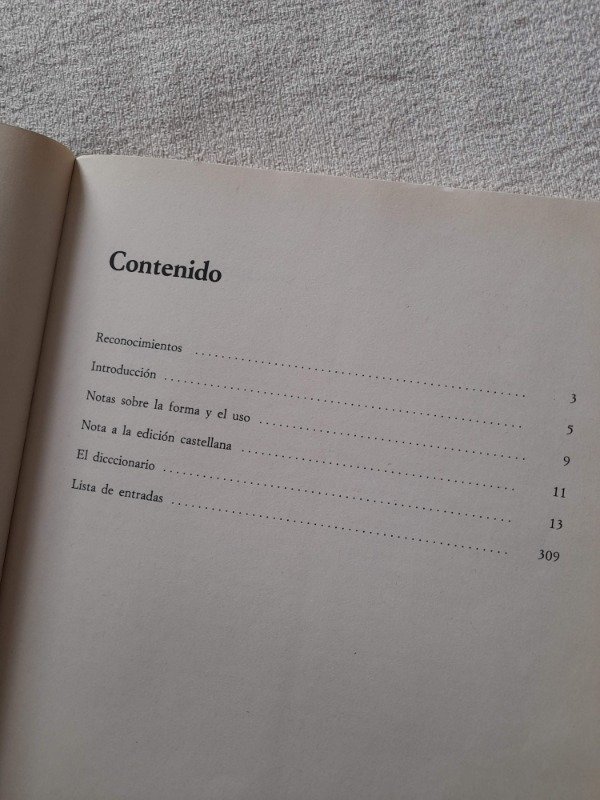 Contenido
Reconocimientos .......................................... 3
Introducción .............................................. 5
Notas sobre la forma y el uso ............................... 9
Nota a la edición castellana ................................ 11
El dicccionario ............................................ 13
Lista de entradas .......................................... 309